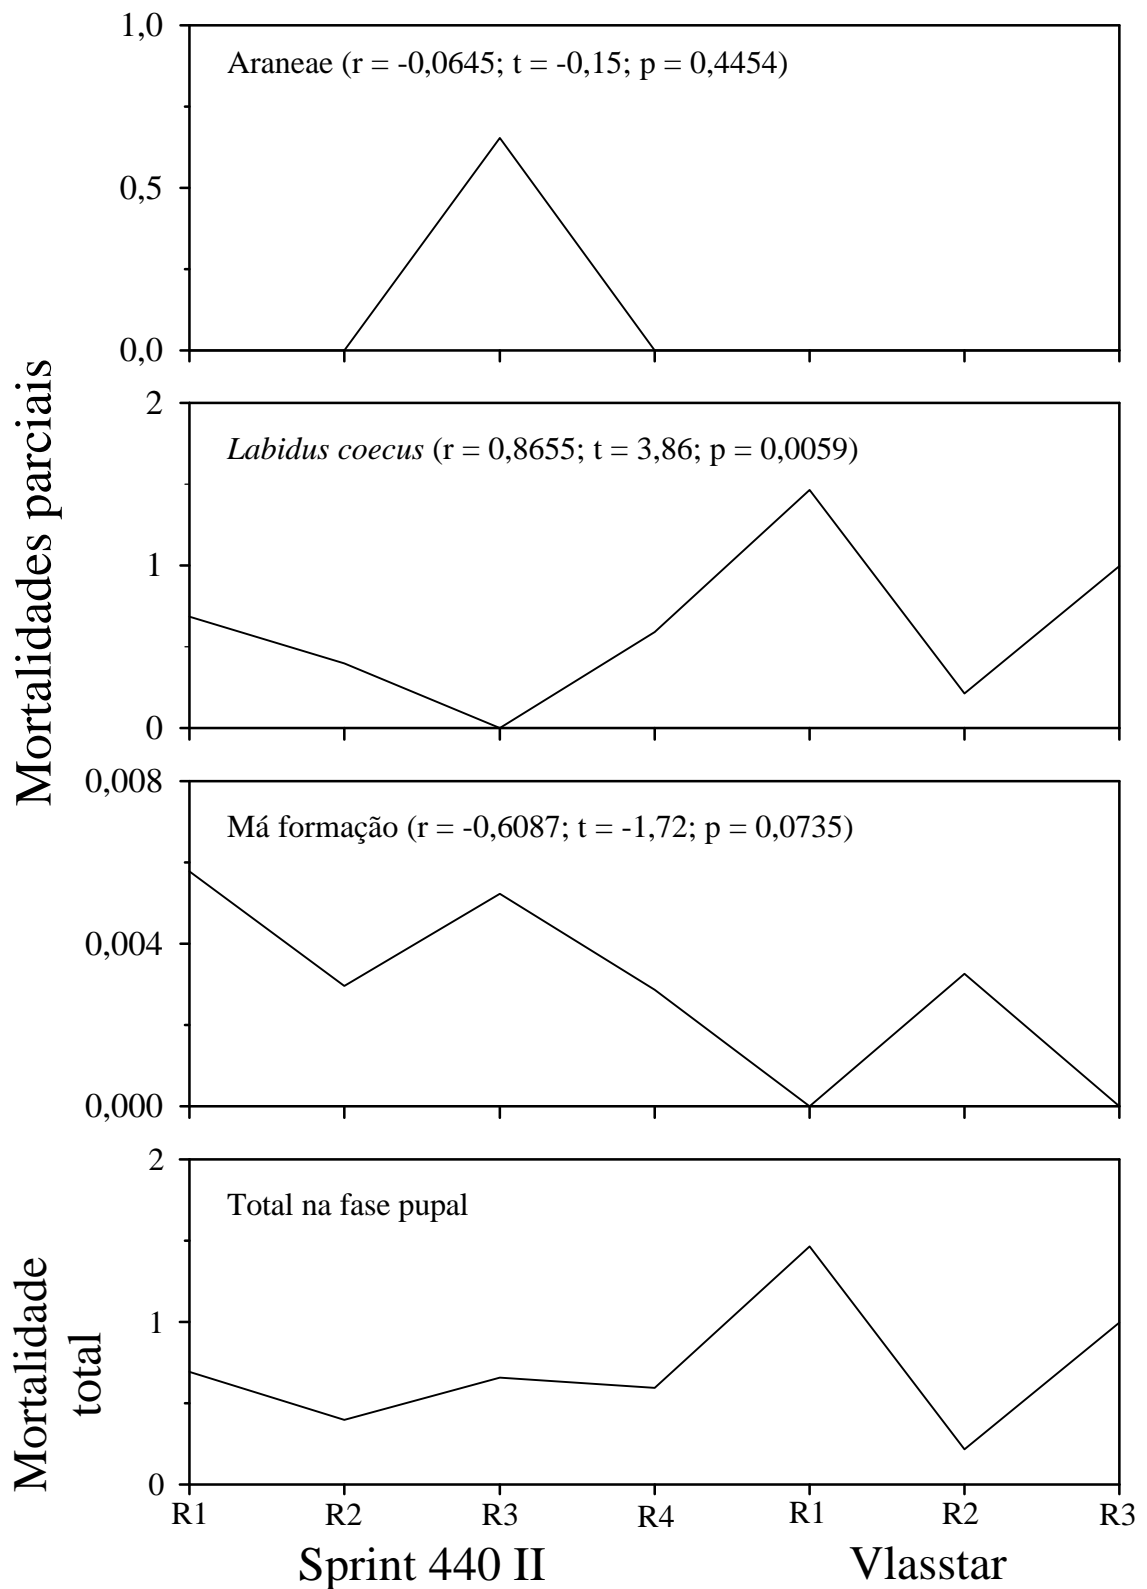 Mortalidades parciais
1,0
Araneae (r = -0,0645; t = -0,15; p = 0,4454)
0,5
0,0
2
Labidus coecus (r = 0,8655; t = 3,86; p = 0,0059)
1
0
0,008
Má formação (r = -0,6087; t = -1,72; p = 0,0735)
0,004
0,000
Mortalidade
total
2
Total na fase pupal
1
0
R1 R2 R3 R4 R1 R2 R3
Sprint 440 II Vlasstar